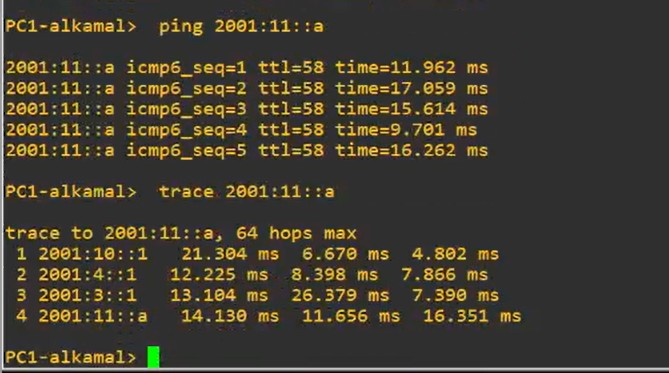 PC1-alkamal> ping 2001:11::a
2001:11::a icmp6_seq=1 ttl=58 time=11.962 ms
2001:11::a icmp6_seq=2 ttl=58 time=17.059 ms
2001:11::a icmp6_seq=3 ttl=58 time=15.614 ms
2001:11::a icmp6_seq=4 ttl=58 time=9.701 ms
2001:11::a icmp6_seq=5 ttl=58 time=16.262 ms
PC1-alkamal> trace 2001:11::a
trace to 2001:11::a, 64 hops max
1 2001:10::1 21.304 ms 6.670 ms 4.802 ms
2 2001:4::1 12.225 ms 8.398 ms 7.866 ms
3 2001:3::1 13.104 ms 26.379 ms 7.390 ms
4 2001:11::a 14.130 ms 11.656 ms 16.351 ms
PC1-alkamal>